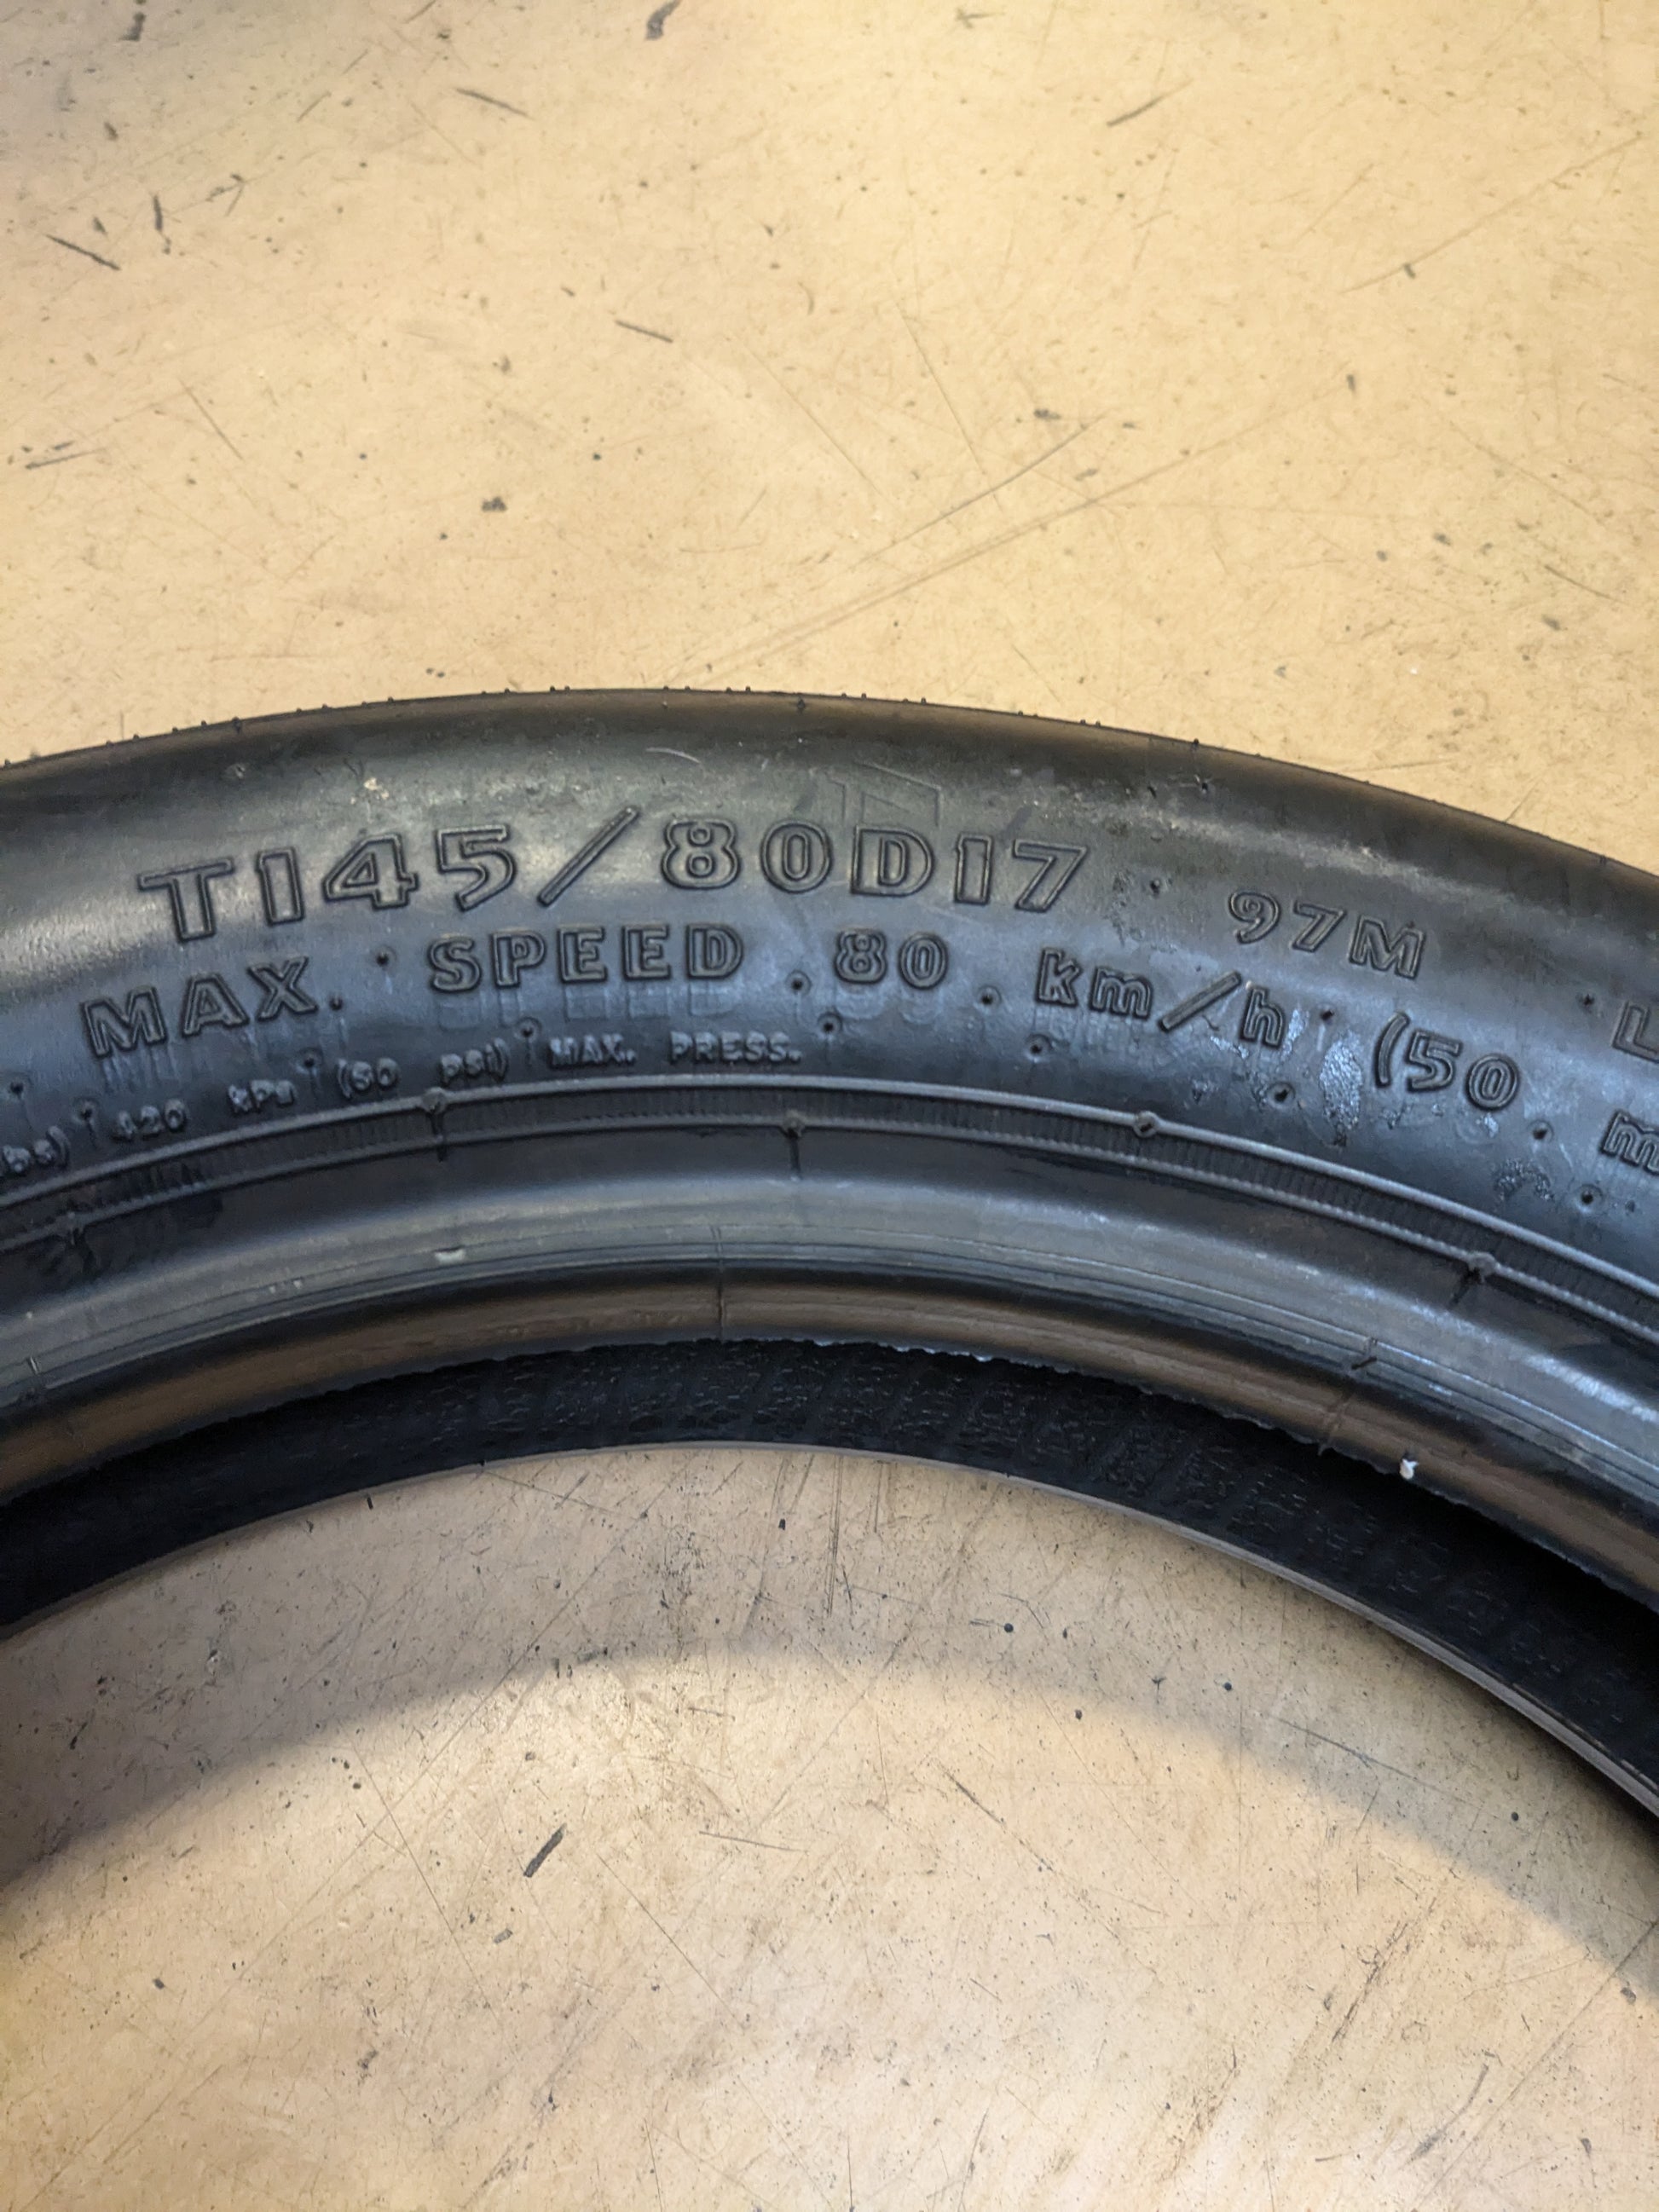 T145/80D17 97M
MAX. SPEED 80 km/h (50
420 kPa (60 psi) MAX. PRESS.